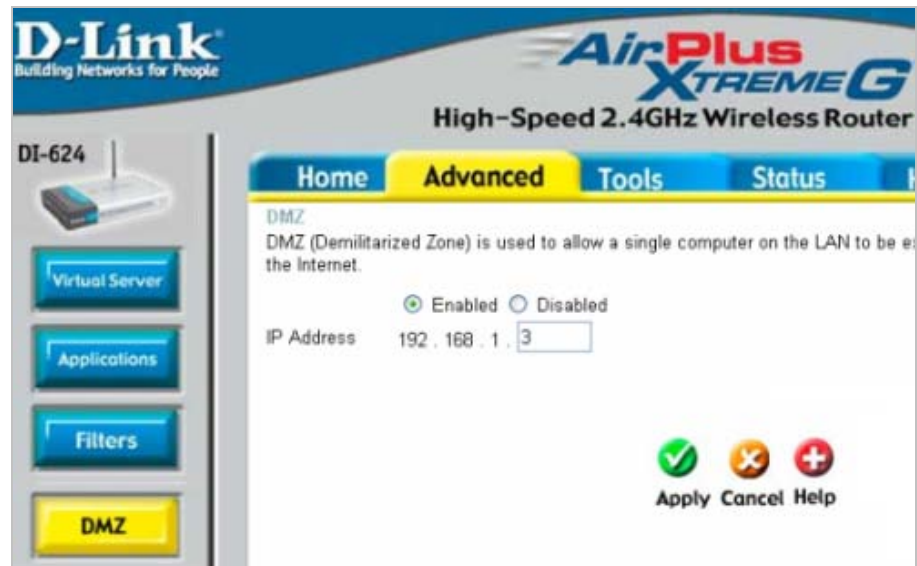 D-Link
Building Networks for People
AirPlus
XTREME G
High-Speed 2.4GHz Wireless Router
DI-624
Home
Advanced
Tools
Status
DMZ
DMZ (Demilitarized Zone) is used to allow a single computer on the LAN to be
the Internet.
Enabled
Disabled
IP Address 192 . 168 . 1 . 3
Virtual Server
Applications
Filters
DMZ
Apply Cancel Help